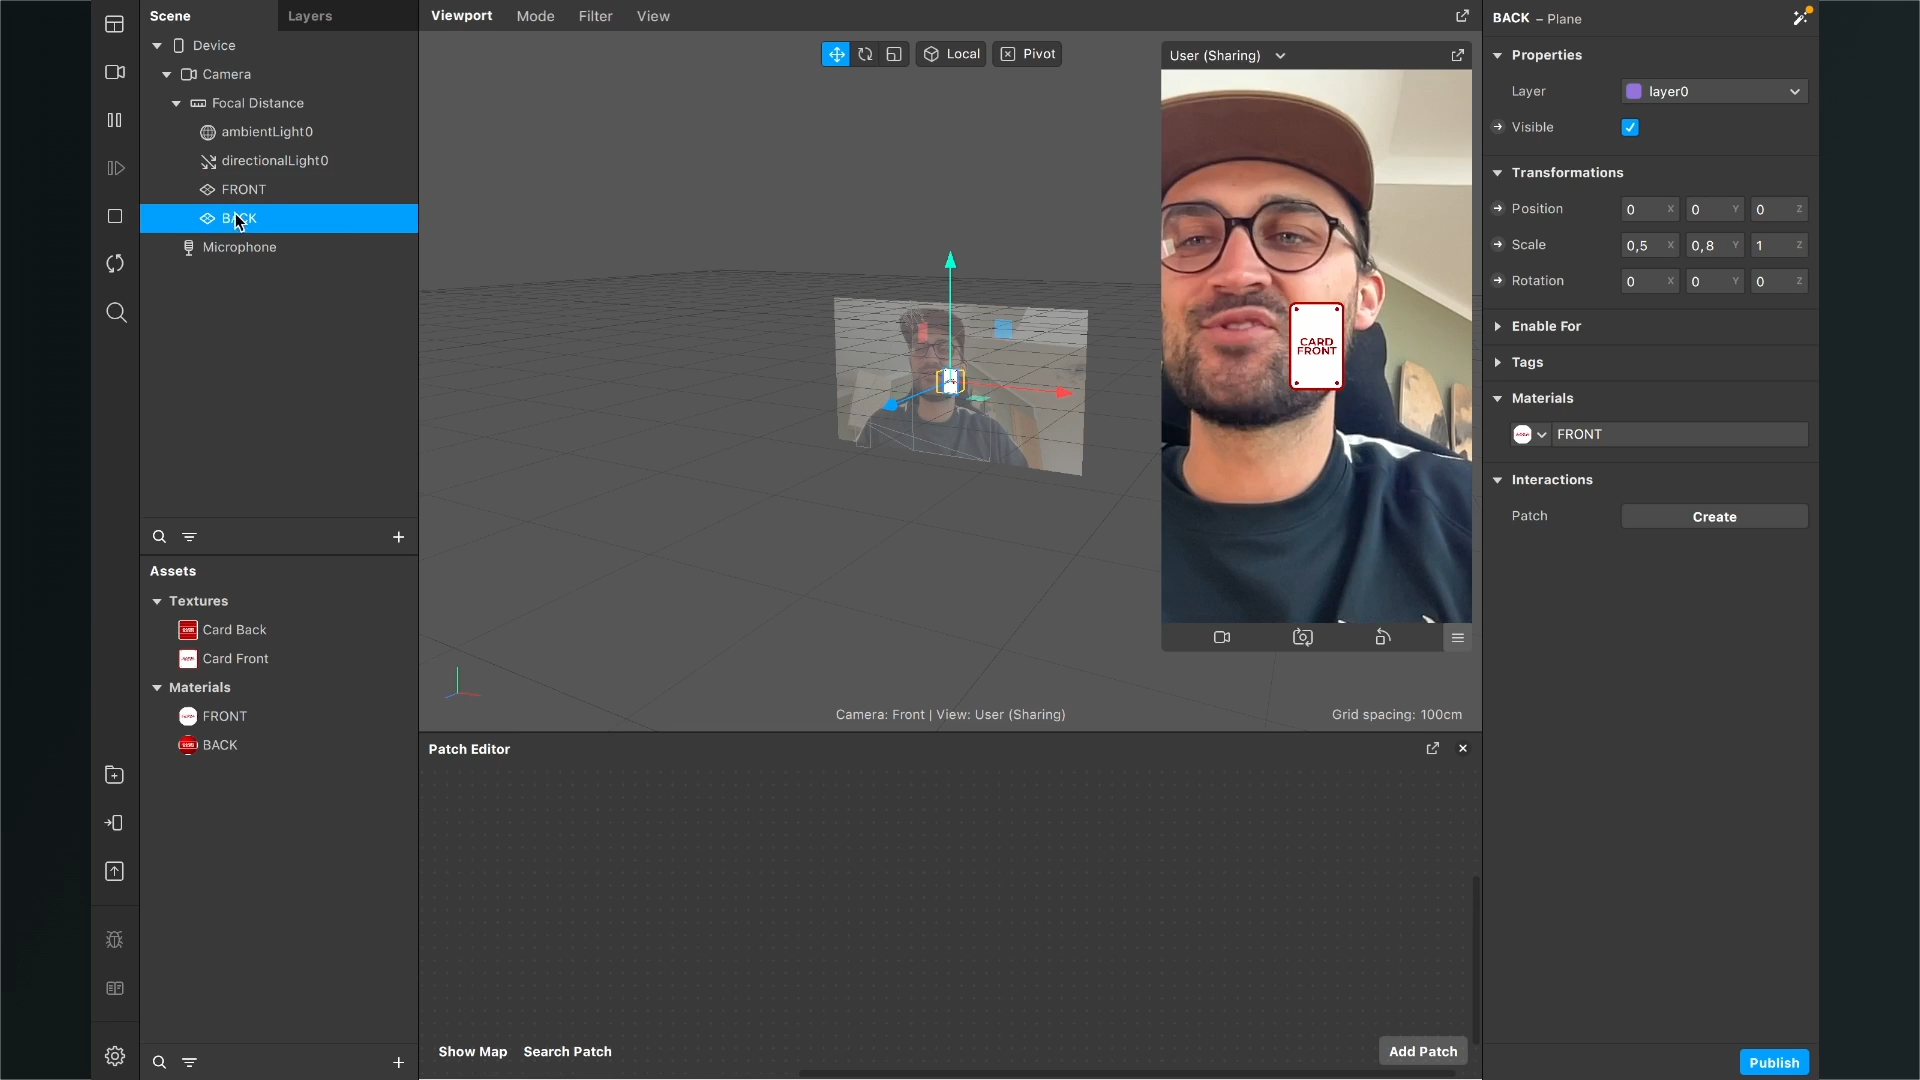 Scene
Layers
Device
Camera
Focal Distance
ambientLight0
directionalLight0
FRONT
BACK
Microphone
Assets
Textures
Card Back
Card Front
Materials
FRONT
BACK
Viewport
Mode
Filter
View
Local
Pivot
User (Sharing)
CARD
FRONT
Camera: Front | View: User (Sharing)
Grid spacing: 100cm
Patch Editor
Show Map
Search Patch
Add Patch
BACK – Plane
Properties
Layer
layer0
Visible
Transformations
Position
0 X
0 Y
0 Z
Scale
0,5 X
0,8 Y
1 Z
Rotation
0 X
0 Y
0 Z
Enable For
Tags
Materials
FRONT
Interactions
Patch
Create
Publish